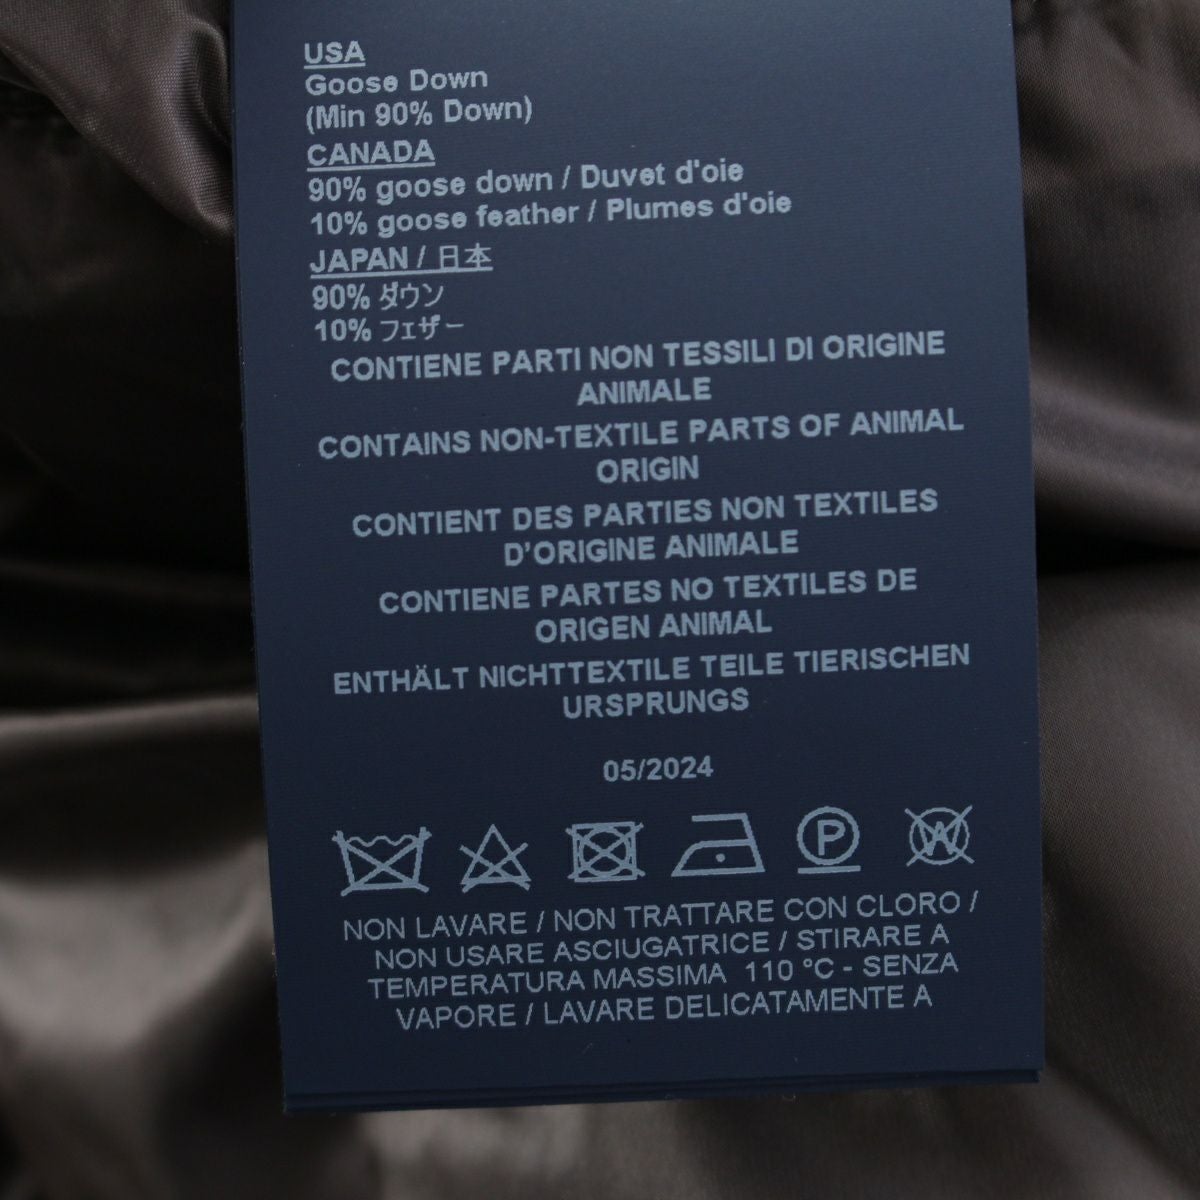 USA
Goose Down
(Min 90% Down)
CANADA
90% goose down / Duvet d'oie
10% goose feather / Plumes d'oie
JAPAN / 日本
90% ダウン
10% フェザー
CONTIENE PARTI NON TESSILI DI ORIGINE
ANIMALE
CONTAINS NON-TEXTILE PARTS OF ANIMAL
ORIGIN
CONTIENT DES PARTIES NON TEXTILES
D'ORIGINE ANIMALE
CONTIENE PARTES NO TEXTILES DE
ORIGEN ANIMAL
ENTHÄLT NICHTTEXTILE TEILE TIERISCHEN
URSPRUNGS
05/2024
P W
NON LAVARE / NON TRATTARE CON CLORO /
NON USARE ASCIUGATRICE / STIRARE A
TEMPERATURA MASSIMA 110 °C - SENZA
VAPORE / LAVARE DELICATAMENTE A